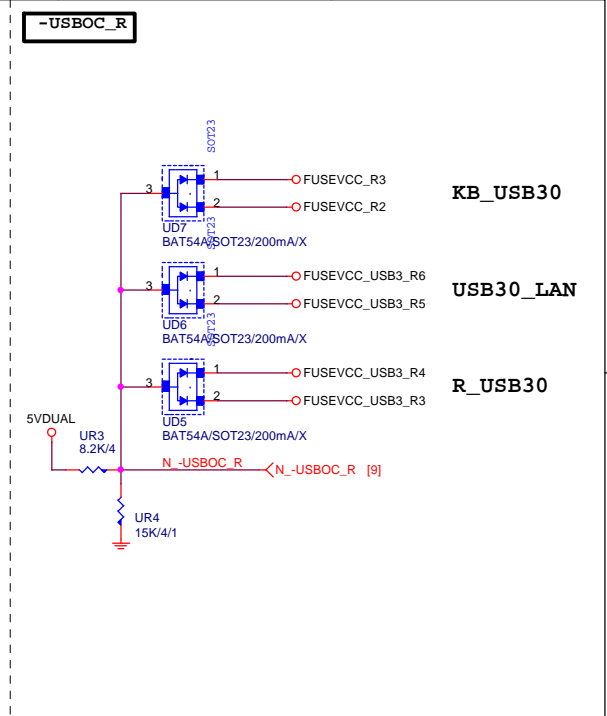 -USBOC_R
SOT23
3
1
FUSEVCC_R3
2
FUSEVCC_R2
KB_USB30
UD7
BAT54A/SOT23/200mA/X
SOT23
3
1
FUSEVCC_USB3_R6
2
FUSEVCC_USB3_R5
USB30_LAN
UD6
BAT54A/SOT23/200mA/X
SOT23
3
1
FUSEVCC_USB3_R4
2
FUSEVCC_USB3_R3
R_USB30
UD5
BAT54A/SOT23/200mA/X
5VDUAL
UR3
8.2K/4
N_-USBOC_R
N_-USBOC_R [9]
UR4
15K/4/1